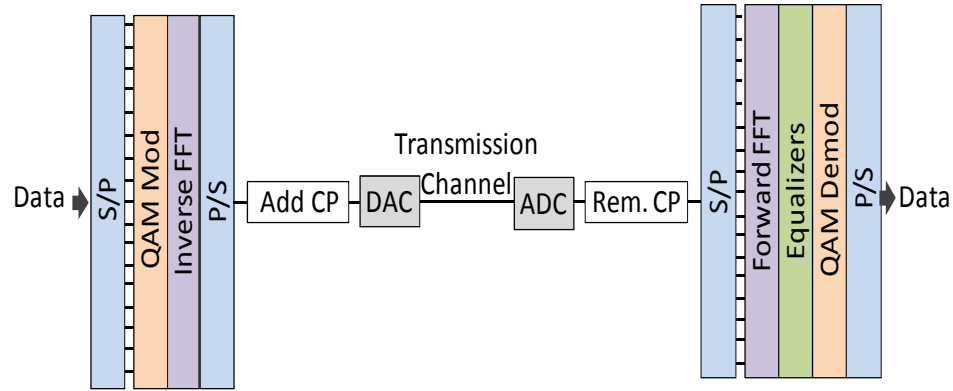 Data
S/P
QAM Mod
Inverse FFT
P/S
Add CP
DAC
Transmission
Channel
ADC
Rem. CP
S/P
Forward FFT
Equalizers
QAM Demod
P/S
Data